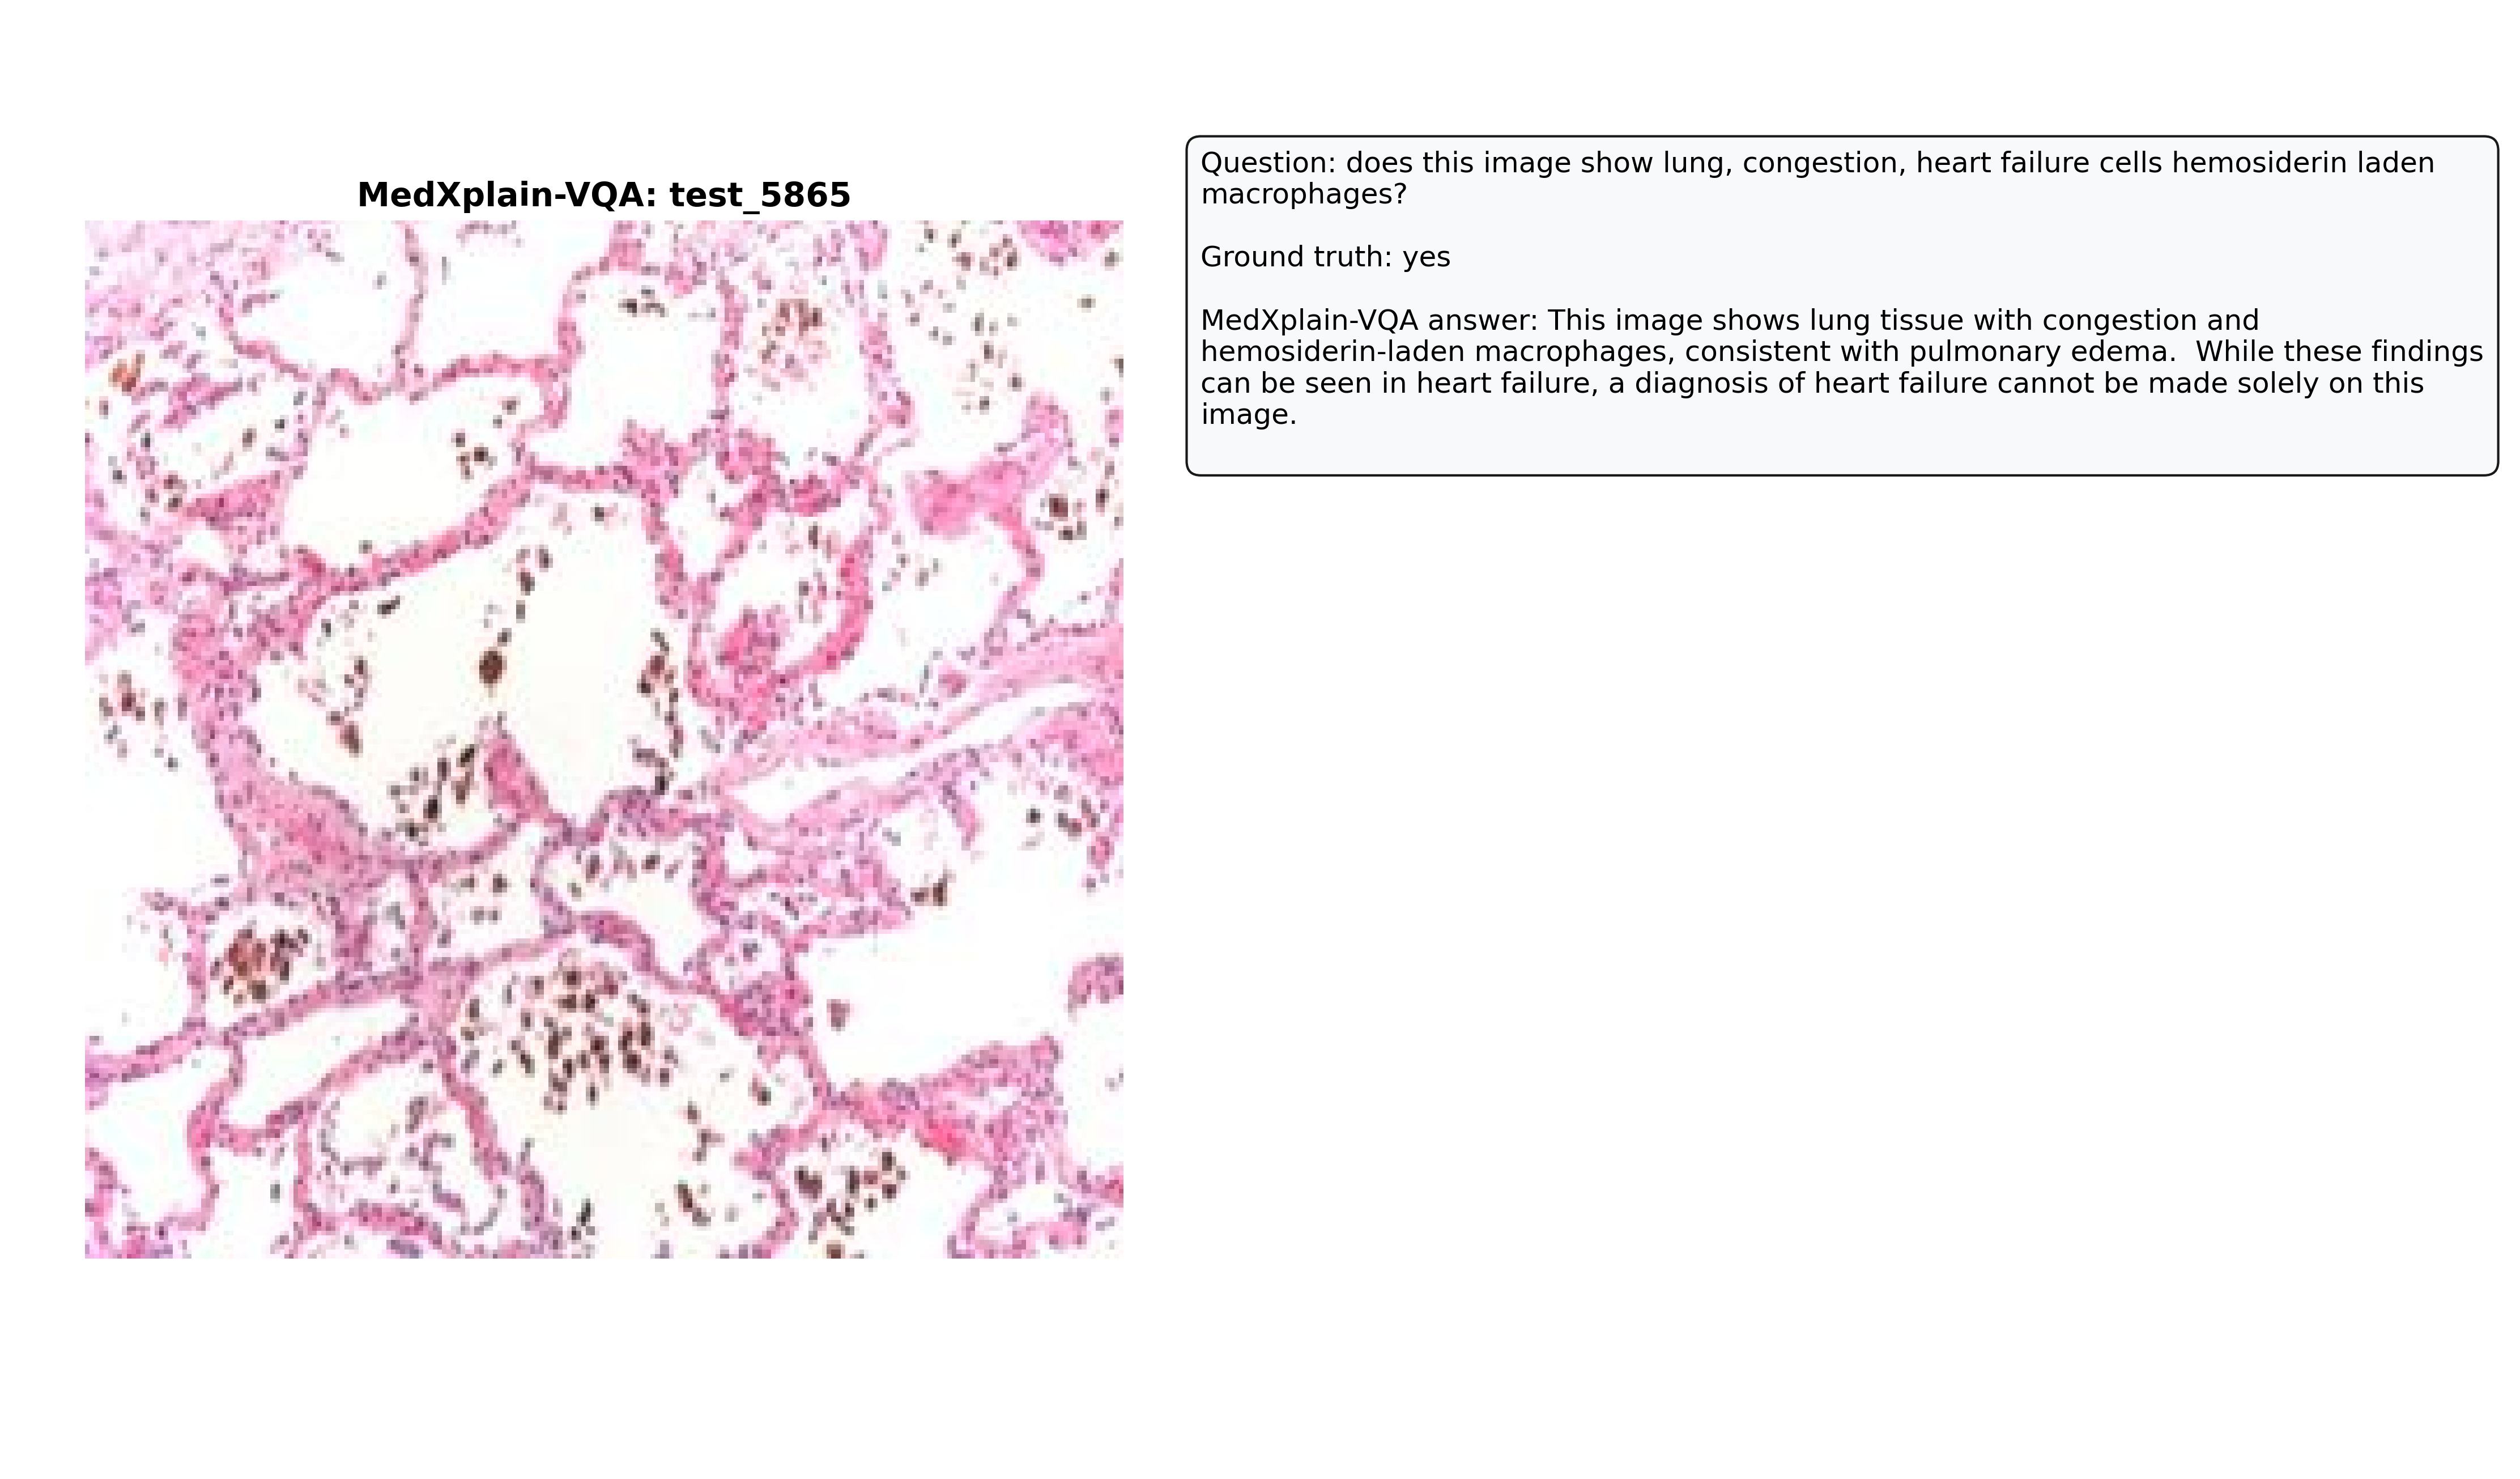 MedXplain-VQA: test_5865
Question: does this image show lung, congestion, heart failure cells hemosiderin laden
macrophages?
Ground truth: yes
MedXplain-VQA answer: This image shows lung tissue with congestion and
hemosiderin-laden macrophages, consistent with pulmonary edema.  While these findings
can be seen in heart failure, a diagnosis of heart failure cannot be made solely on this
image.